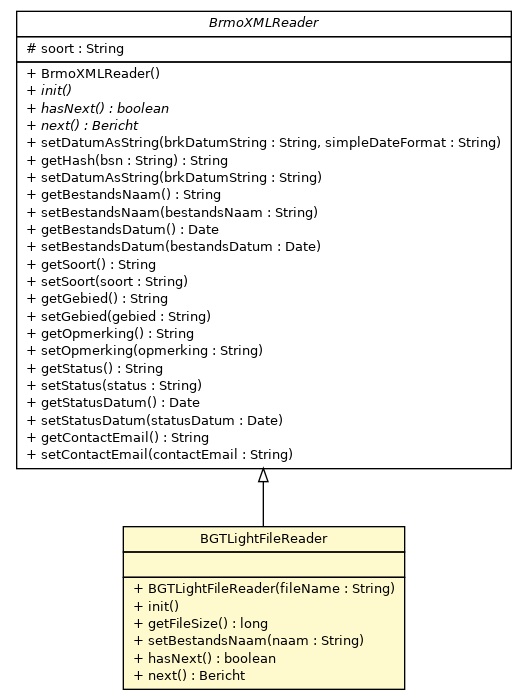 BrmoXMLReader
# soort : String
+ BrmoXMLReader()
+ init()
+ hasNext() : boolean
+ next() : Bericht
+ setDatumAsString(brkDatumString : String, simpleDateFormat : String)
+ getHash(bsn : String) : String
+ setDatumAsString(brkDatumString : String)
+ getBestandsNaam() : String
+ setBestandsNaam(bestandsNaam : String)
+ getBestandsDatum() : Date
+ setBestandsDatum(bestandsDatum : Date)
+ getSoort() : String
+ setSoort(soort : String)
+ getGebied() : String
+ setGebied(gebied : String)
+ getOpmerking() : String
+ setOpmerking(opmerking : String)
+ getStatus() : String
+ setStatus(status : String)
+ getStatusDatum() : Date
+ setStatusDatum(statusDatum : Date)
+ getContactEmail() : String
+ setContactEmail(contactEmail : String)
BGTLightFileReader
+ BGTLightFileReader(fileName : String)
+ init()
+ getFileSize() : long
+ setBestandsNaam(naam : String)
+ hasNext() : boolean
+ next() : Bericht